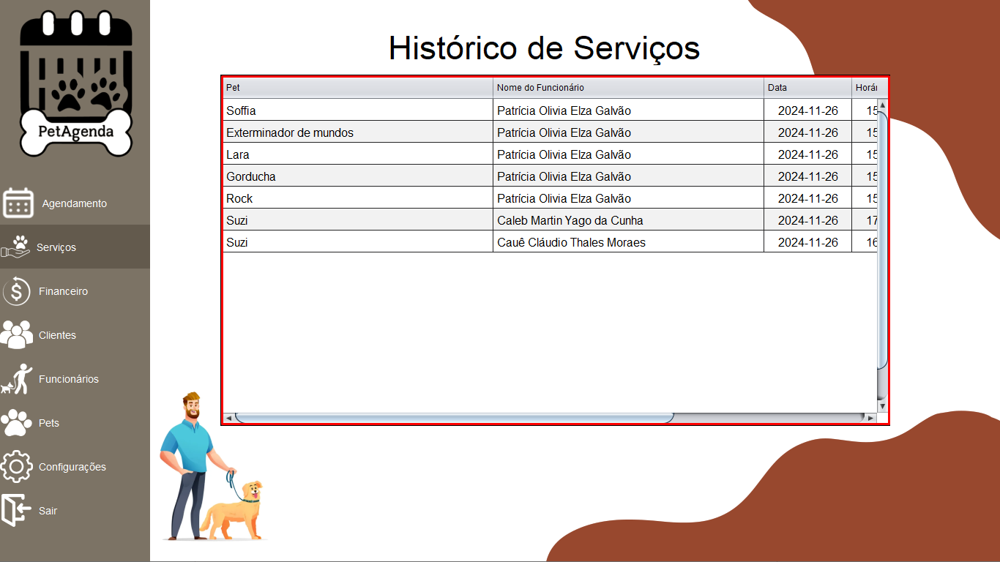 PetAgenda
Agendamento
Serviços
Financeiro
Clientes
Funcionários
Pets
Configurações
Sair
Histórico de Serviços
Pet Nome do Funcionário Data
Soffia Patrícia Olivia Elza Galvão 2024-11-26 15
Exterminador de mundos Patrícia Olivia Elza Galvão 2024-11-26 15
Lara Patrícia Olivia Elza Galvão 2024-11-26 15
Gorducha Patrícia Olivia Elza Galvão 2024-11-26 15
Rock Patrícia Olivia Elza Galvão 2024-11-26 15
Suzi Caleb Martin Yago da Cunha 2024-11-26 17
Suzi Cauê Cláudio Thales Moraes 2024-11-26 16